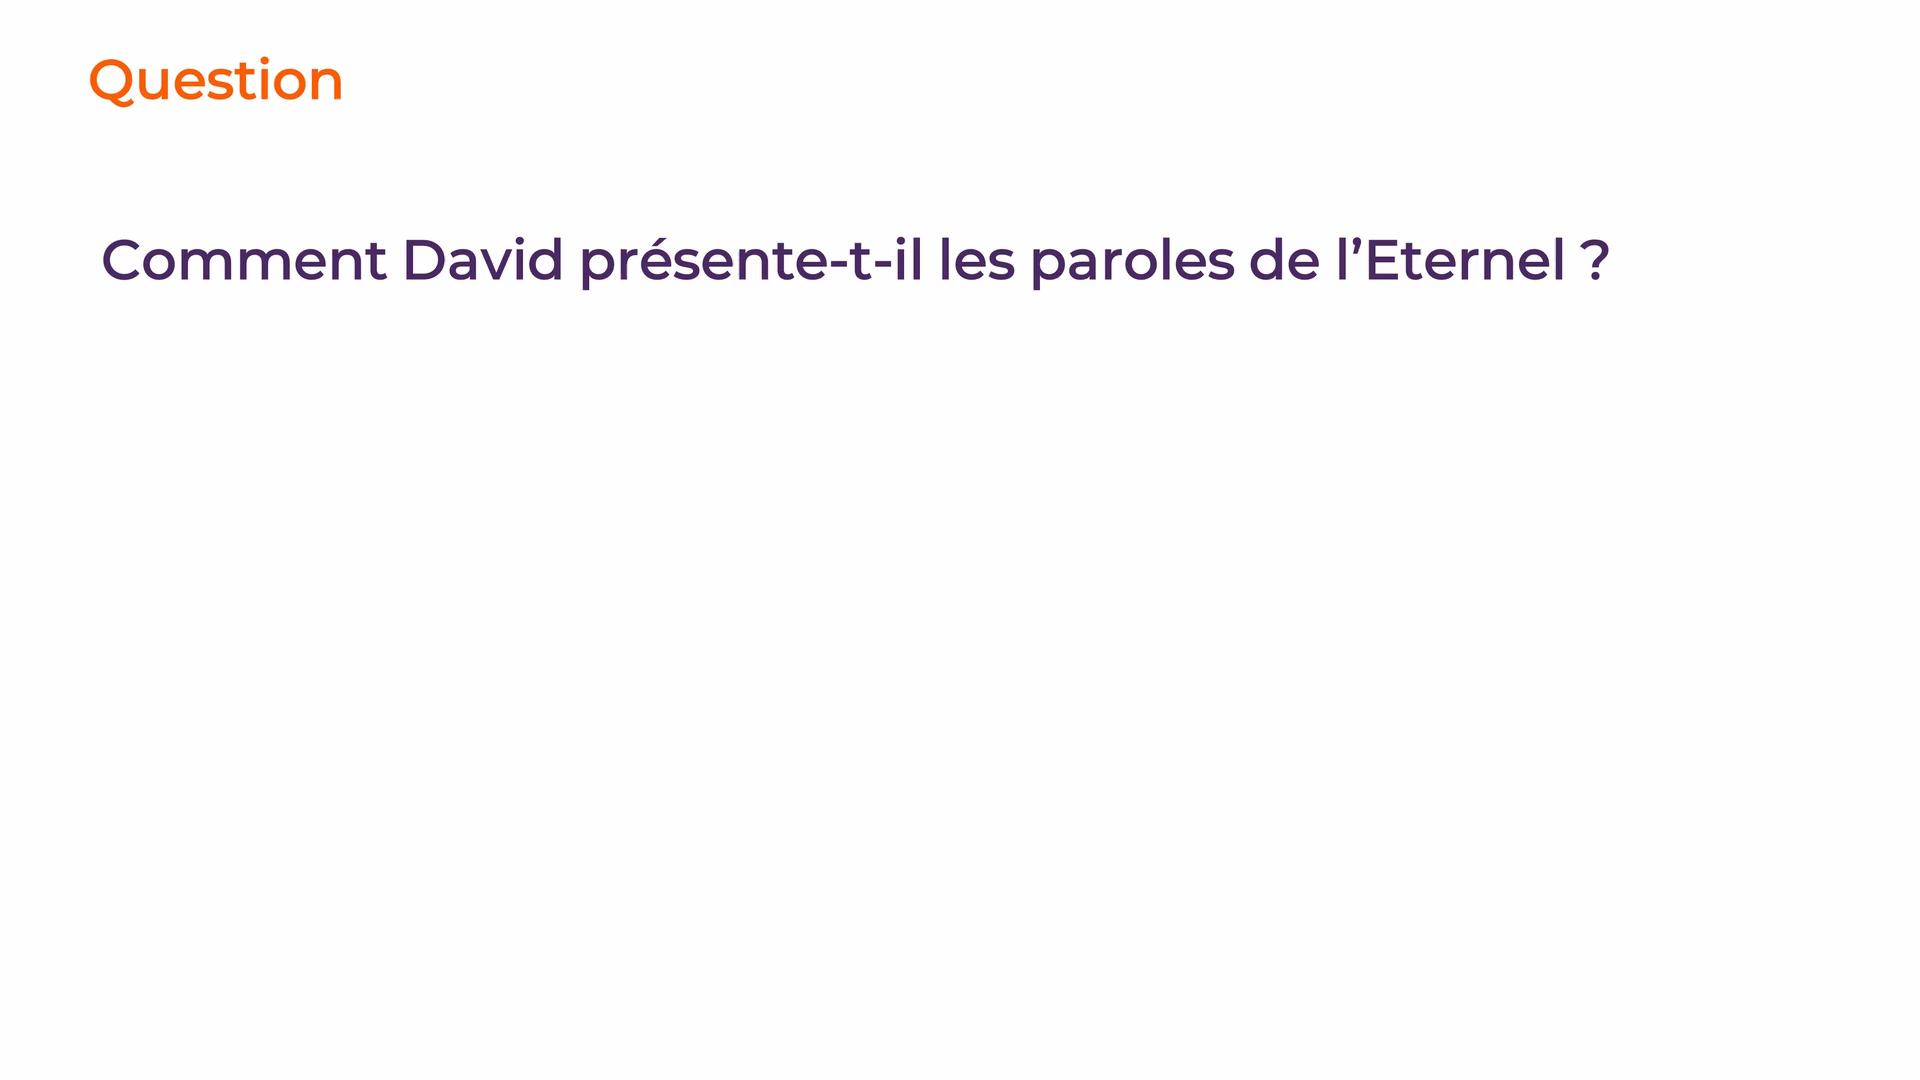 Question
Comment David présente-t-il les paroles de l’Eternel ?